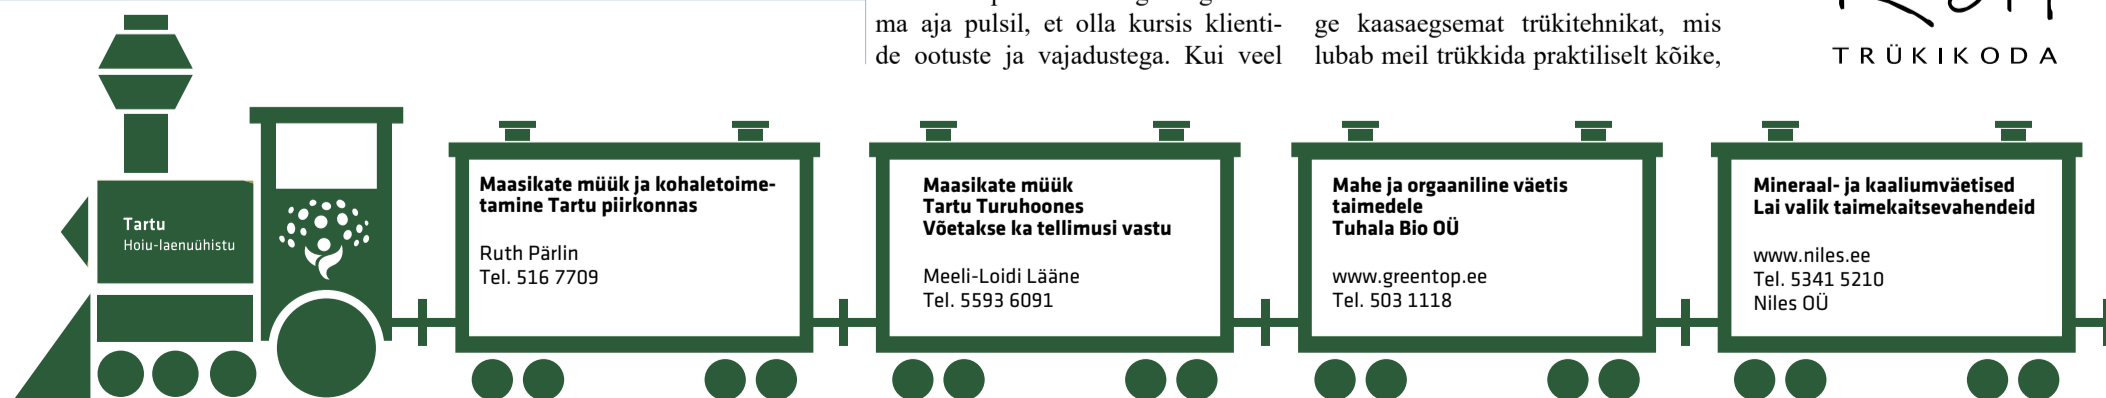 ma aja pulsil, et olla kursis klienti-
de ootuste ja vajadustega. Kui veel
ge kaasaegsemat trükitehnikat, mis
lubab meil trükkida praktiliselt kõike,
TRÜKIKODA
Tartu
Hoiu-laenuühistu
Maasikate müük ja kohaletoime-
tamine Tartu piirkonnas
Ruth Pärlin
Tel. 516 7709
Maasikate müük
Tartu Turuhoones
Võetakse ka tellimusi vastu
Meeli-Loidi Lääne
Tel. 5593 6091
Mahe ja orgaaniline väetis
taimedele
Tuhala Bio OÜ
www.greentop.ee
Tel. 503 1118
Mineraal- ja kaaliumväetised
Lai valik taimekaitsevahendeid
www.niles.ee
Tel. 5341 5210
Niles OÜ